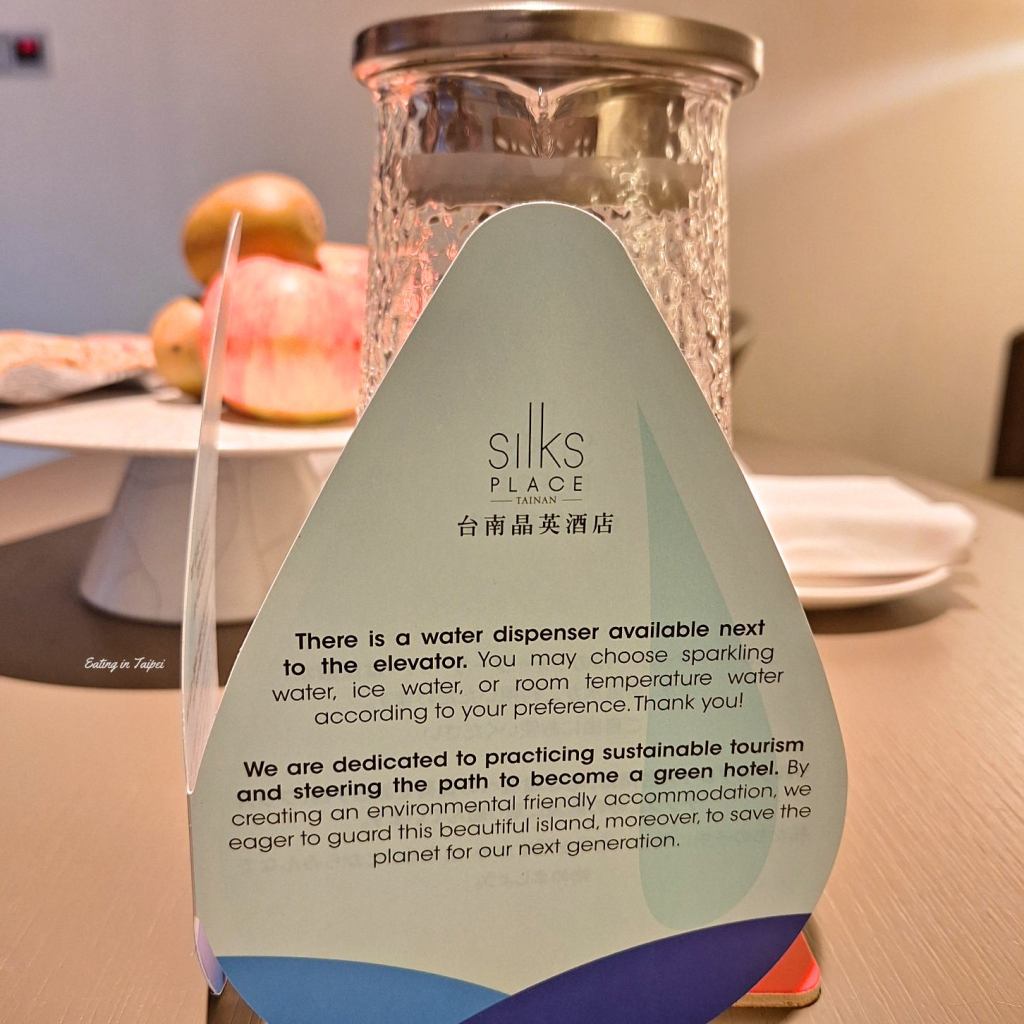 silks
PLACE
TAINAN
台南晶英酒店
There is a water dispenser available next
to the elevator. You may choose sparkling
water, ice water, or room temperature water
according to your preference. Thank you!
We are dedicated to practicing sustainable tourism
and steering the path to become a green hotel. By
creating an environmental friendly accommodation, we
eager to guard this beautiful island, moreover, to save the
planet for our next generation.
Eating in Taipei